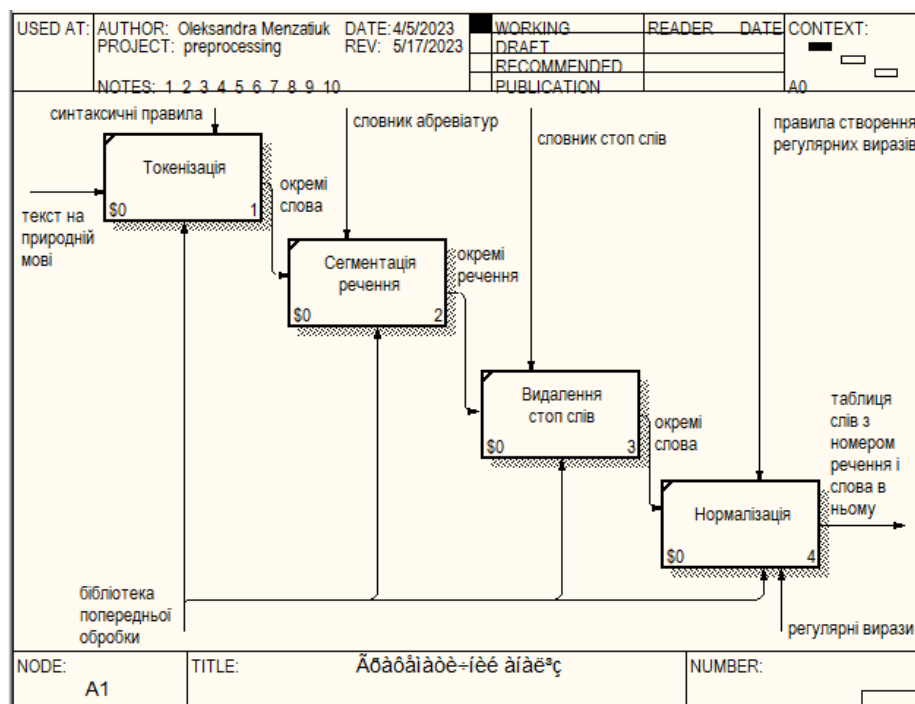 USED AT:
AUTHOR: Oleksandra Menzatiuk
DATE: 4/5/2023
PROJECT: preprocessing
REV: 5/17/2023
NOTES: 1 2 3 4 5 6 7 8 9 10
WORKING
DRAFT
RECOMMENDED
PUBLICATION
READER
DATE
CONTEXT:
A0
синтаксичні правила
словник абревіатур
словник стоп слів
правила створення
регулярних виразів
Токенізація
$0 1
текст на
природній
мові
окремі
слова
Сегментація
речення
$0 2
окремі
речення
Видалення
стоп слів
$0 3
окремі
слова
таблиця
слів з
номером
речення і
слова в
ньому
Нормалізація
$0 4
бібліотека
попередньої
обробки
регулярні вирази
NODE:
A1
TITLE:
Ãðàôåìàòè÷íèé àíàë³ç
NUMBER: